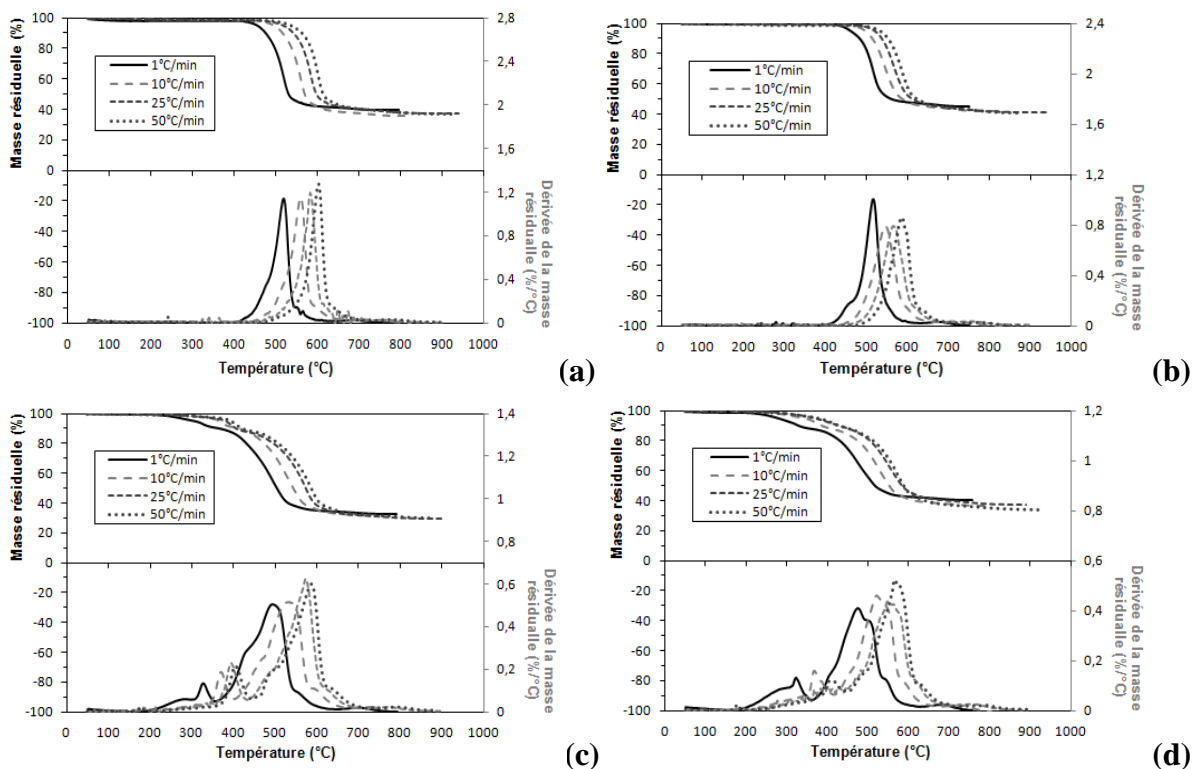 Masse résiduelle (%)
100
80
60
40
20
0
-20
-40
-60
-80
-100
1°C/min
10°C/min
25°C/min
50°C/min
2,8
2,4
2
1,6
1,2
0,8
0,4
0
Dérivée de la masse
résidualle (%/°C)
0 100 200 300 400 500 600 700 800 900 1000
Température (°C)
(a)
Masse résiduelle (%)
100
80
60
40
20
0
-20
-40
-60
-80
-100
1°C/min
10°C/min
25°C/min
50°C/min
2,4
2
1,6
1,2
0,8
0,4
0
Dérivée de la masse
résidualle (%/°C)
0 100 200 300 400 500 600 700 800 900 1000
Température (°C)
(b)
Masse résiduelle (%)
100
80
60
40
20
0
-20
-40
-60
-80
-100
1°C/min
10°C/min
25°C/min
50°C/min
1,4
1,2
1
0,8
0,6
0,4
0,2
0
Dérivée de la masse
résidualle (%/°C)
0 100 200 300 400 500 600 700 800 900 1000
Température (°C)
(c)
Masse résiduelle (%)
100
80
60
40
20
0
-20
-40
-60
-80
-100
1°C/min
10°C/min
25°C/min
50°C/min
1,2
1
0,8
0,6
0,4
0,2
0
Dérivée de la masse
résidualle (%/°C)
0 100 200 300 400 500 600 700 800 900 1000
Température (°C)
(d)